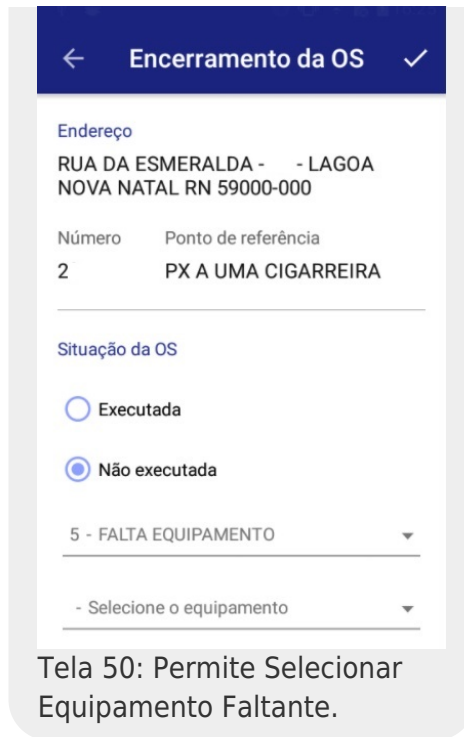 Encerramento da OS
Endereço
RUA DA ESMERALDA - - LAGOA
NOVA NATAL RN 59000-000
Número Ponto de referência
2 PX A UMA CIGARREIRA
Situação da OS
Executada
Não executada
5 - FALTA EQUIPAMENTO
- Selecione o equipamento
Tela 50: Permite Selecionar
Equipamento Faltante.